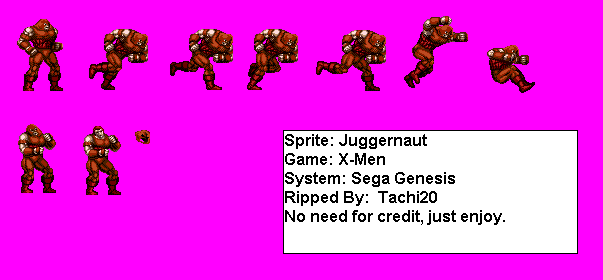 Sprite: Juggernaut
Game: X-Men
System: Sega Genesis
Ripped By:  Tachi20
No need for credit, just enjoy.